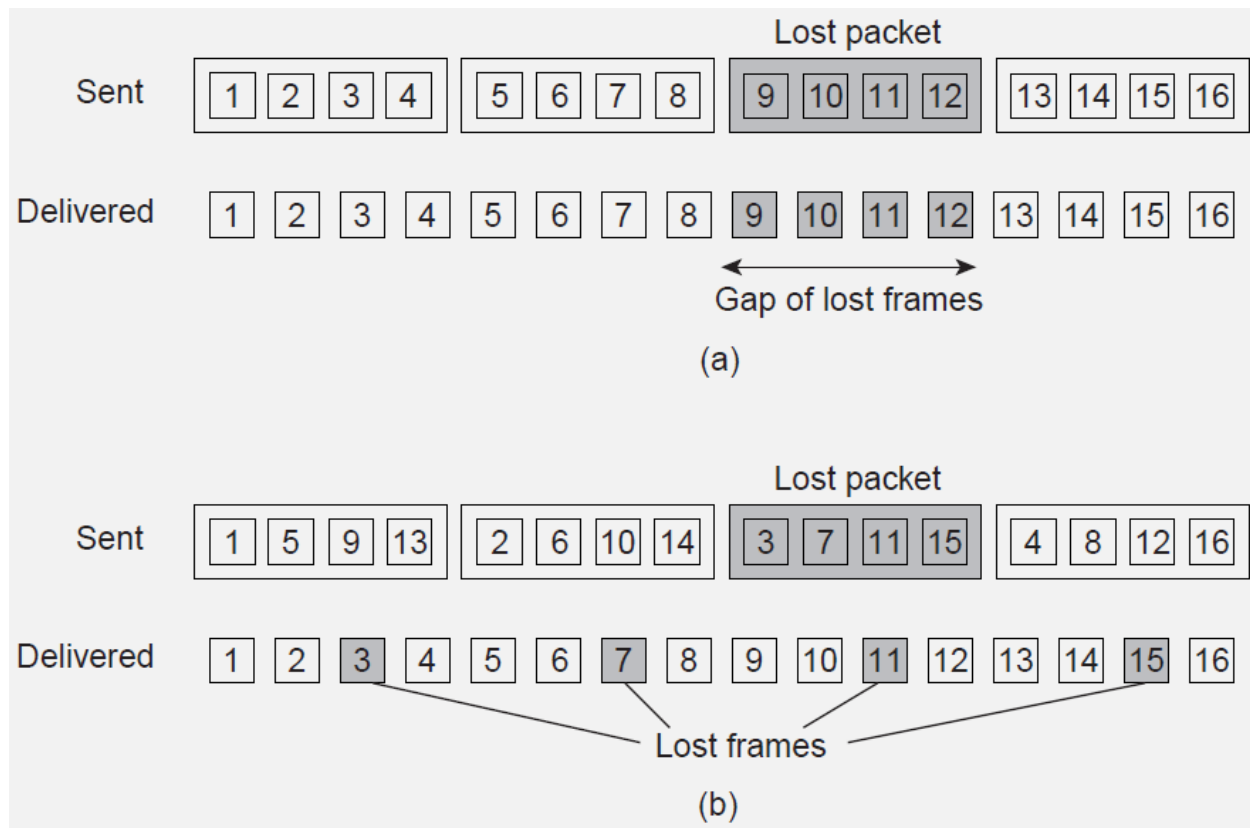 Lost packet
Sent 1 2 3 4 5 6 7 8 9 10 11 12 13 14 15 16
Delivered 1 2 3 4 5 6 7 8 9 10 11 12 13 14 15 16
Gap of lost frames
(a)
Lost packet
Sent 1 5 9 13 2 6 10 14 3 7 11 15 4 8 12 16
Delivered 1 2 3 4 5 6 7 8 9 10 11 12 13 14 15 16
Lost frames
(b)